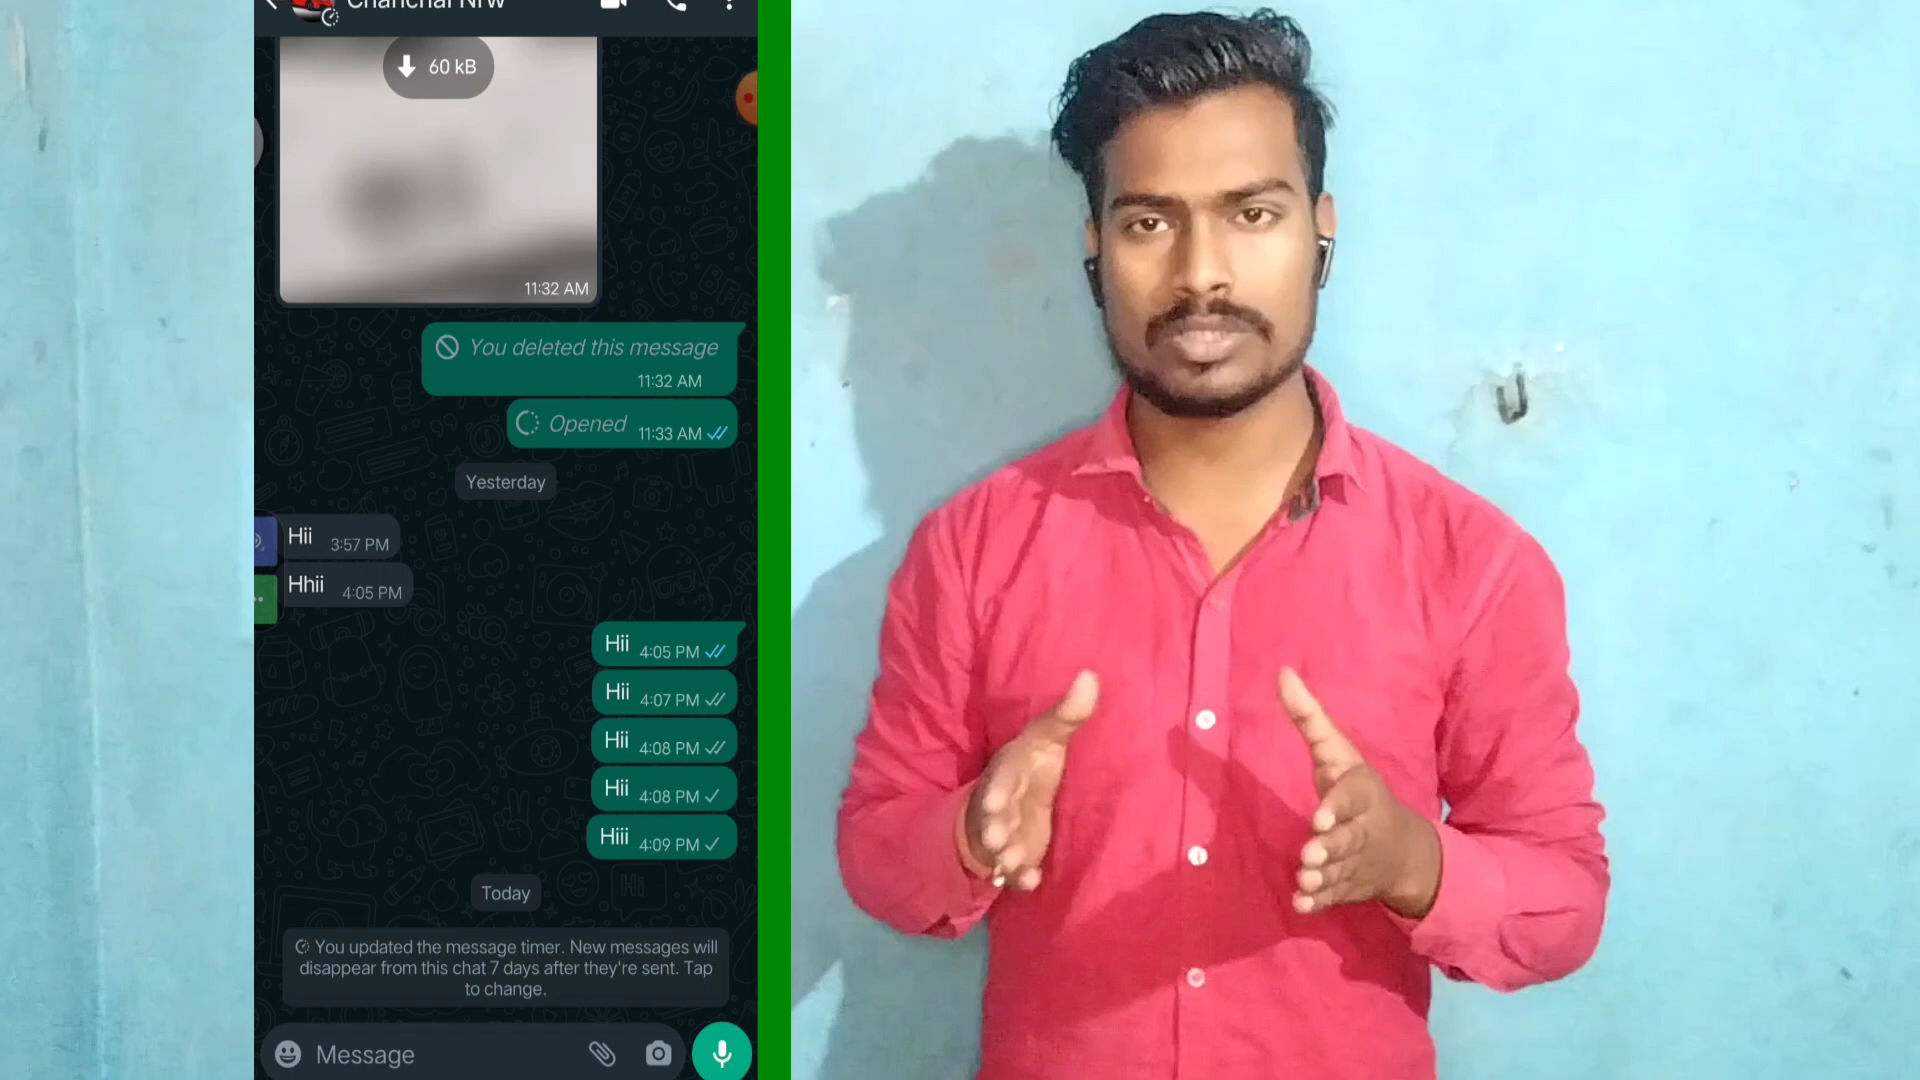 60 kB
11:32 AM
You deleted this message
11:32 AM
Opened 11:33 AM
Yesterday
Hii 3:57 PM
Hhii 4:05 PM
Hii 4:05 PM
Hii 4:07 PM
Hii 4:08 PM
Hii 4:08 PM
Hiii 4:09 PM
Today
You updated the message timer. New messages will
disappear from this chat 7 days after they're sent. Tap
to change.
Message